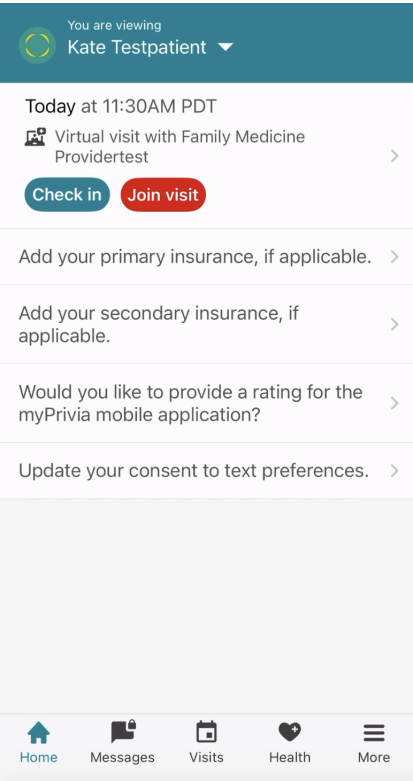 You are viewing
Kate Testpatient
Today at 11:30AM PDT
Virtual visit with Family Medicine
Providertest
Check in
Join visit
Add your primary insurance, if applicable.
Add your secondary insurance, if
applicable.
Would you like to provide a rating for the
myPrivia mobile application?
Update your consent to text preferences.
Home Messages Visits Health More